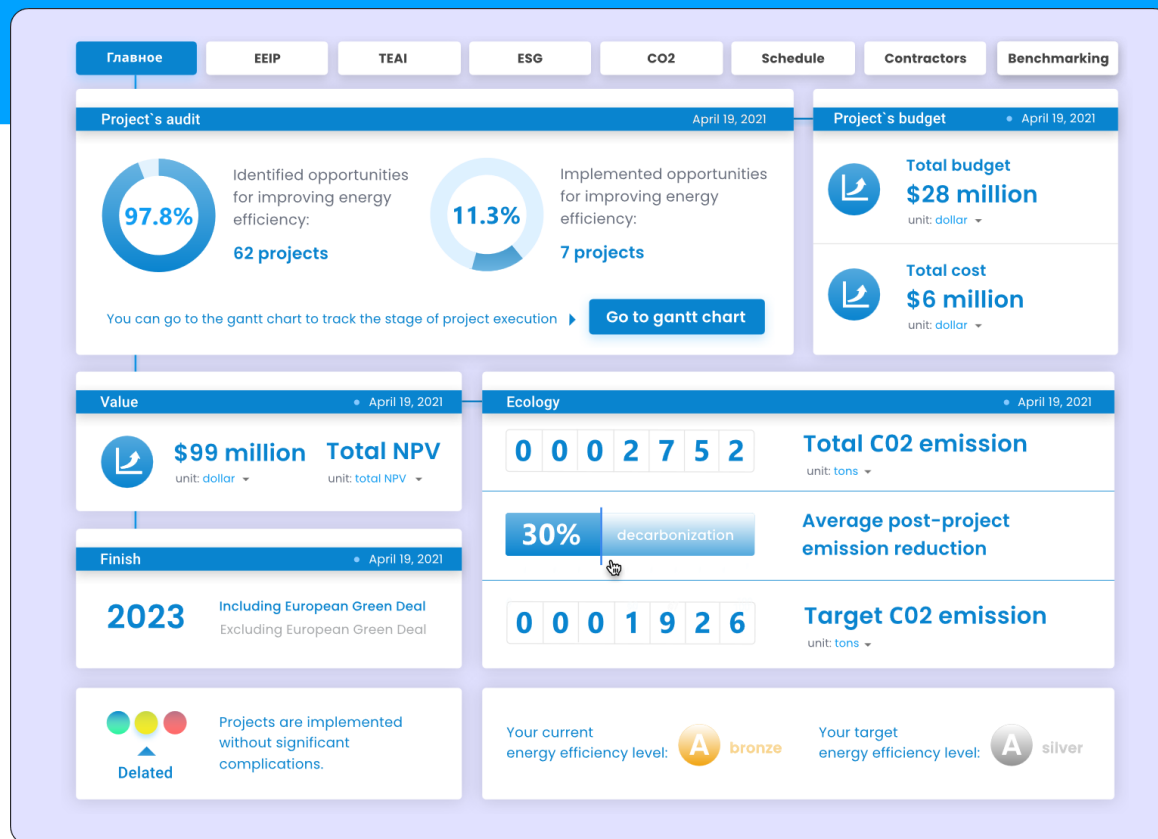 Главное
EEIP
TEAI
ESG
CO2
Schedule
Contractors
Benchmarking
Project`s audit
April 19, 2021
97.8%
Identified opportunities
for improving energy
efficiency:
62 projects
11.3%
Implemented opportunities
for improving energy
efficiency:
7 projects
You can go to the gantt chart to track the stage of project execution
Go to gantt chart
Project`s budget
April 19, 2021
Total budget
$28 million
unit: dollar
Total cost
$6 million
unit: dollar
Value
April 19, 2021
$99 million
unit: dollar
Total NPV
unit: total NPV
Ecology
April 19, 2021
0 0 0 2 7 5 2
Total C02 emission
unit: tons
30%
decarbonization
Average post-project
emission reduction
0 0 0 1 9 2 6
Target C02 emission
unit: tons
Finish
April 19, 2021
2023
Including European Green Deal
Excluding European Green Deal
Delated
Projects are implemented
without significant
complications.
Your current
energy efficiency level:
A
bronze
Your target
energy efficiency level:
A
silver